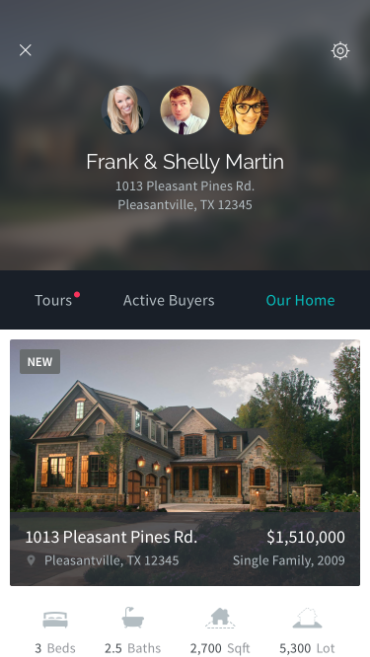 Frank & Shelly Martin
1013 Pleasant Pines Rd.
Pleasantville, TX 12345
Tours
Active Buyers
Our Home
NEW
1013 Pleasant Pines Rd.
$1,510,000
Pleasantville, TX 12345
Single Family, 2009
3 Beds
2.5 Baths
2,700 Sqft
5,300 Lot